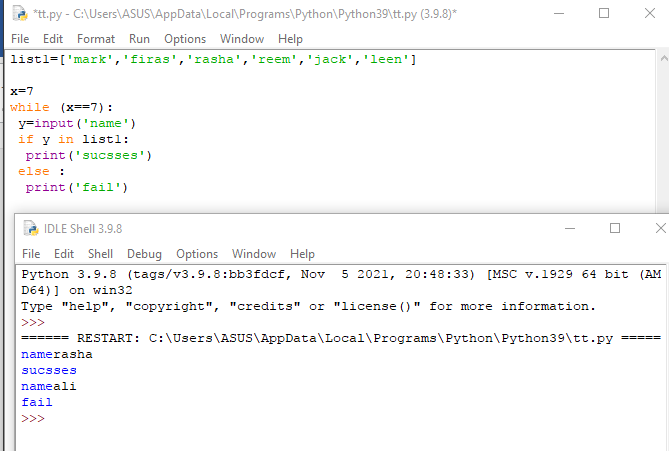 *tt.py - C:\Users\ASUS\AppData\Local\Programs\Python\Python39\tt.py (3.9.8)*
File Edit Format Run Options Window Help
list1=['mark','firas','rasha','reem','jack','leen']
x=7
while (x==7):
 y=input('name')
 if y in list1:
  print('sucsses')
 else :
  print('fail')
IDLE Shell 3.9.8
File Edit Shell Debug Options Window Help
Python 3.9.8 (tags/v3.9.8:bb3fdcf, Nov  5 2021, 20:48:33) [MSC v.1929 64 bit (AM
D64)] on win32
Type "help", "copyright", "credits" or "license()" for more information.
>>>
====== RESTART: C:\Users\ASUS\AppData\Local\Programs\Python\Python39\tt.py =====
namerasha
sucsses
nameali
fail
>>>